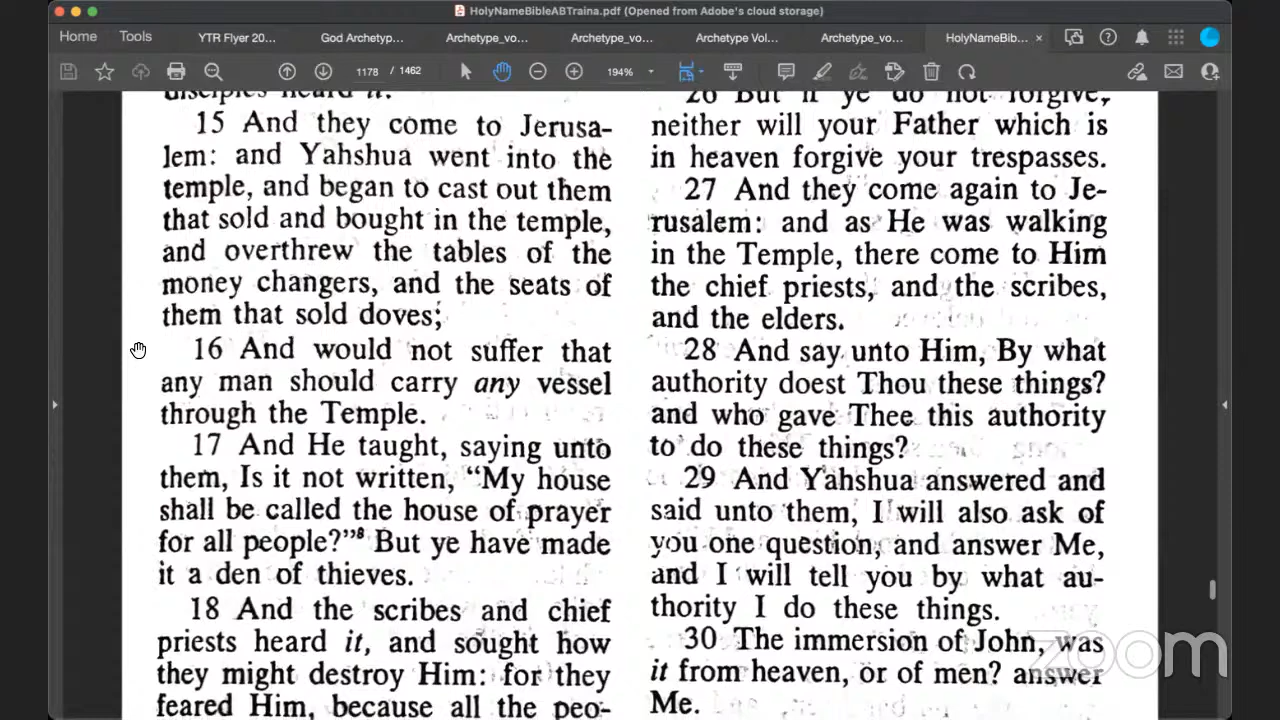 HolyNameBibleABTraina.pdf (Opened from Adobe's cloud storage)
Home Tools YTR Flyer 20... God Archetyp... Archetype_vo... Archetype_vo... Archetype Vol... Archetype_vo... HolyNameBib... ×
1178 / 1462 194%
disciples heard it.
15 And they come to Jerusa-
lem: and Yahshua went into the
temple, and began to cast out them
that sold and bought in the temple,
and overthrew the tables of the
money changers, and the seats of
them that sold doves;
16 And would not suffer that
any man should carry any vessel
through the Temple.
17 And He taught, saying unto
them, Is it not written, “My house
shall be called the house of prayer
for all people?”⁸ But ye have made
it a den of thieves.
18 And the scribes and chief
priests heard it, and sought how
they might destroy Him: for they
feared Him, because all the peo-
26 But if ye do not forgive,
neither will your Father which is
in heaven forgive your trespasses.
27 And they come again to Je-
rusalem: and as He was walking
in the Temple, there come to Him
the chief priests, and the scribes,
and the elders.
28 And say unto Him, By what
authority doest Thou these things?
and who gave Thee this authority
to do these things?
29 And Yahshua answered and
said unto them, I will also ask of
you one question, and answer Me,
and I will tell you by what au-
thority I do these things.
30 The immersion of John, was
it from heaven, or of men? answer
Me.
zoom